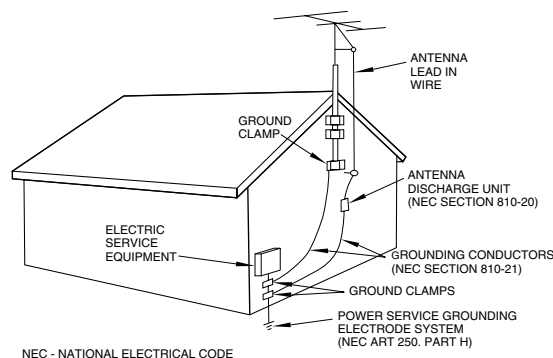 ANTENNA
LEAD IN
WIRE
GROUND
CLAMP
ANTENNA
DISCHARGE UNIT
(NEC SECTION 810-20)
ELECTRIC
SERVICE
EQUIPMENT
GROUNDING CONDUCTORS
(NEC SECTION 810-21)
GROUND CLAMPS
POWER SERVICE GROUNDING
ELECTRODE SYSTEM
(NEC ART 250. PART H)
NEC - NATIONAL ELECTRICAL CODE